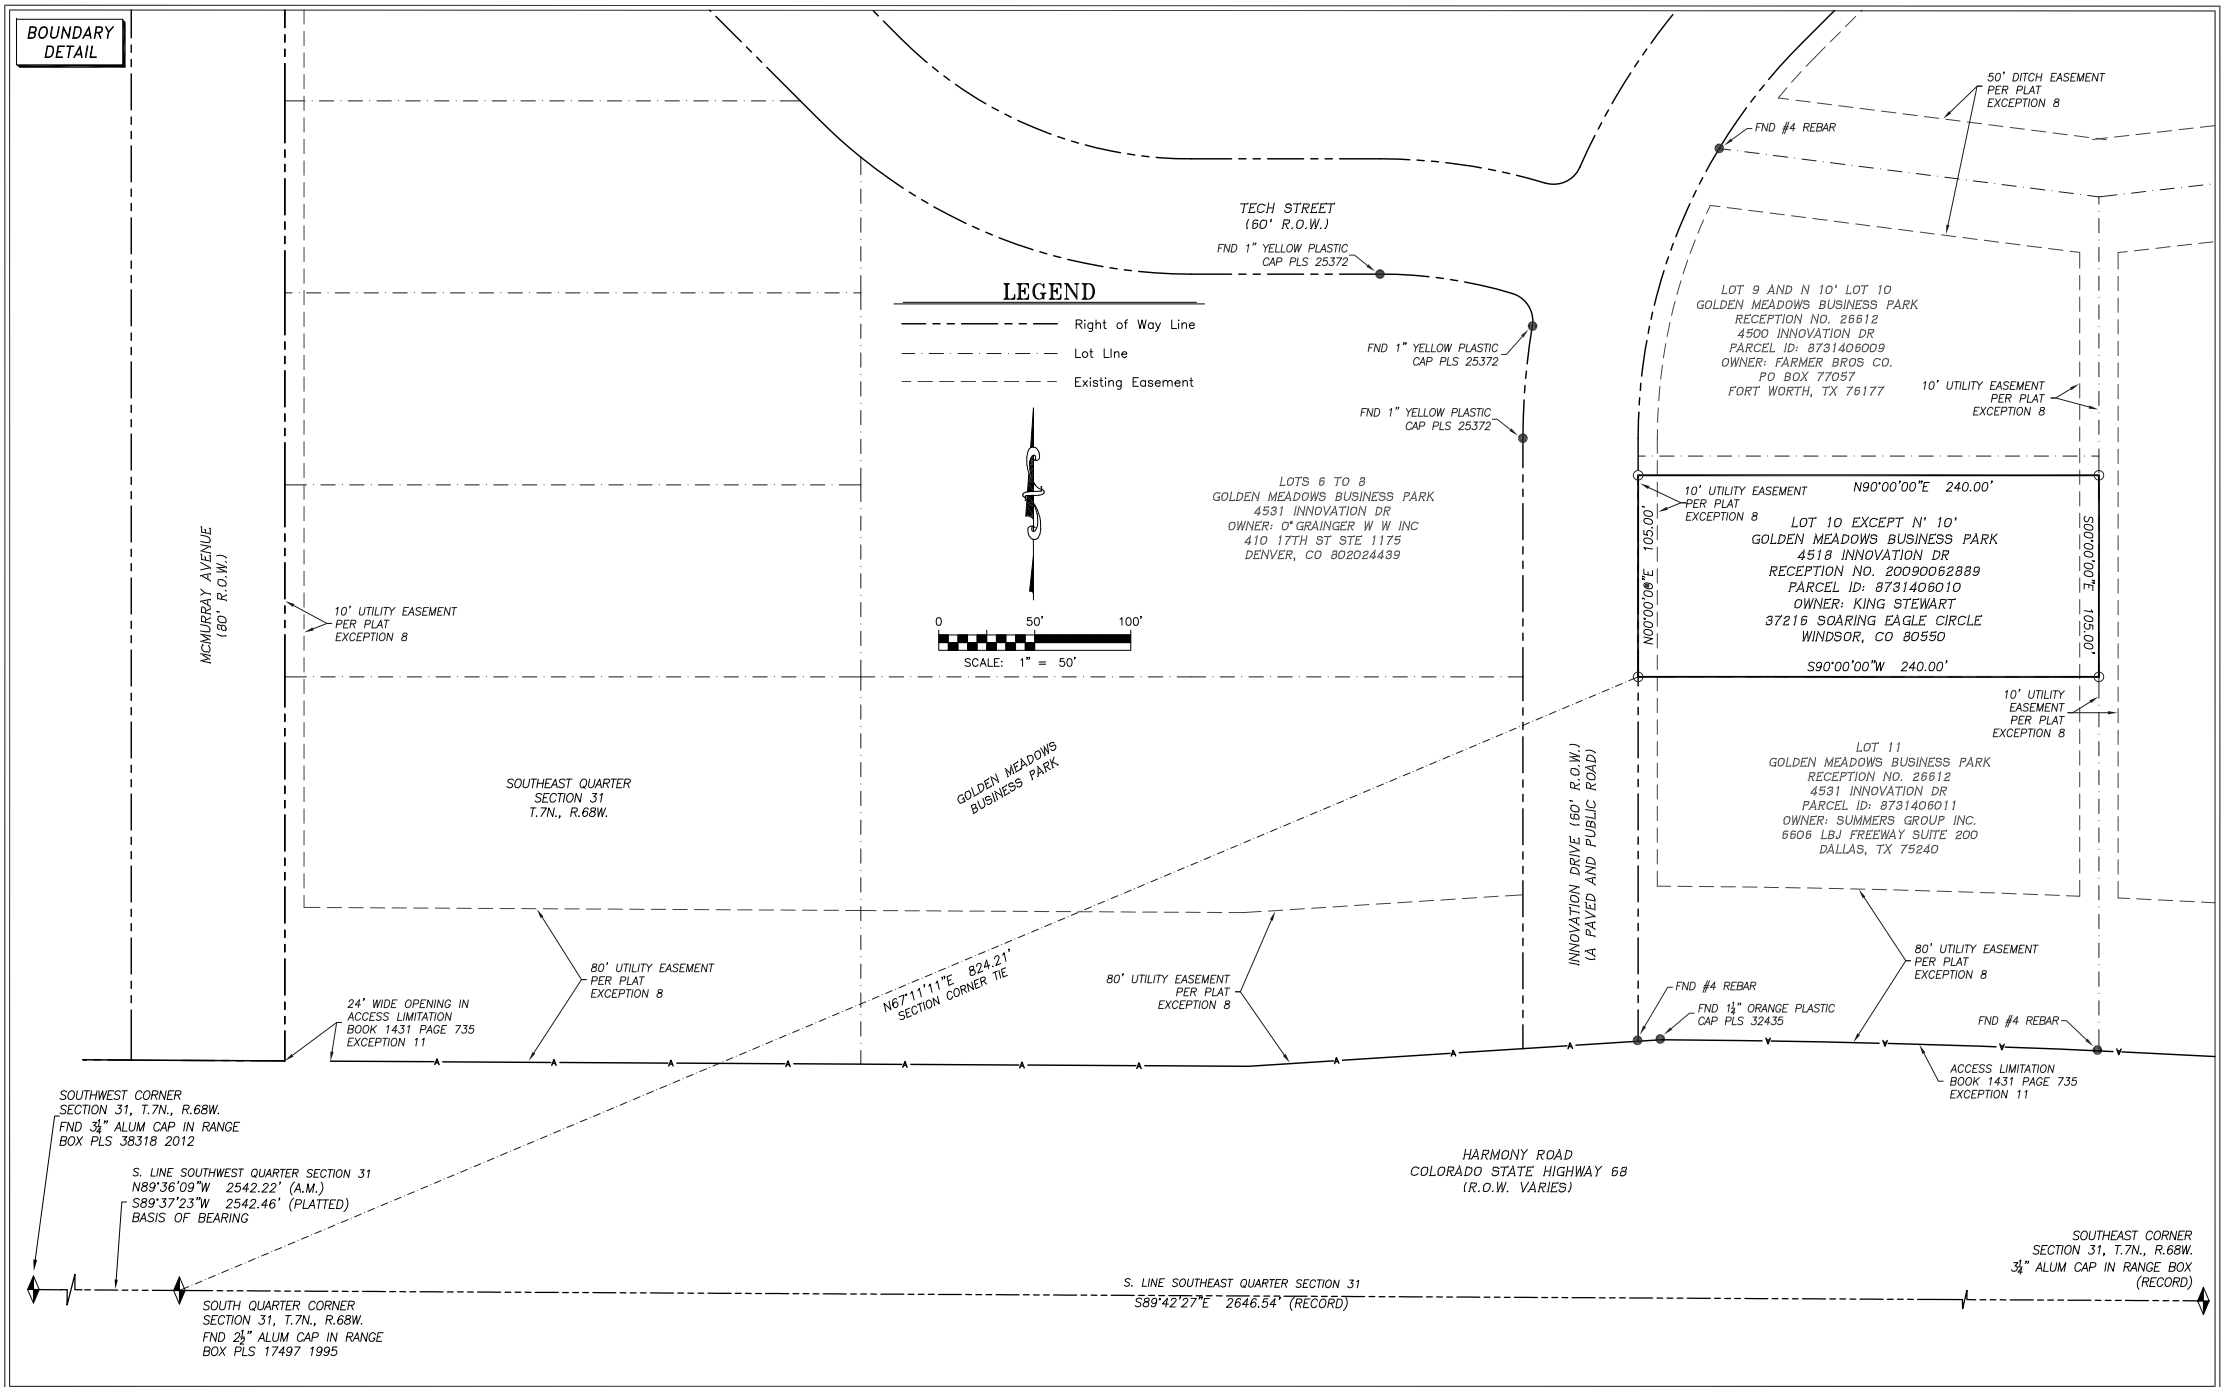 BOUNDARY
DETAIL
50' DITCH EASEMENT
PER PLAT
EXCEPTION 8
FND #4 REBAR
TECH STREET
(60' R.O.W.)
FND 1" YELLOW PLASTIC
CAP PLS 25372
LEGEND
Right of Way Line
Lot LIne
Existing Easement
FND 1" YELLOW PLASTIC
CAP PLS 25372
FND 1" YELLOW PLASTIC
CAP PLS 25372
LOT 9 AND N 10' LOT 10
GOLDEN MEADOWS BUSINESS PARK
RECEPTION NO. 26612
4500 INNOVATION DR
PARCEL ID: 8731406009
OWNER: FARMER BROS CO.
PO BOX 77057
FORT WORTH, TX 76177
10' UTILITY EASEMENT
PER PLAT
EXCEPTION 8
LOTS 6 TO 8
GOLDEN MEADOWS BUSINESS PARK
4531 INNOVATION DR
OWNER: 0° GRAINGER W W INC
410 17TH ST STE 1175
DENVER, CO 802024439
N90°00'00"E 240.00'
10' UTILITY EASEMENT
PER PLAT
EXCEPTION 8
N00°00'00"E 105.00'
LOT 10 EXCEPT N' 10'
GOLDEN MEADOWS BUSINESS PARK
4518 INNOVATION DR
RECEPTION NO. 20090062889
PARCEL ID: 8731406010
OWNER: KING STEWART
37216 SOARING EAGLE CIRCLE
WINDSOR, CO 80550
S0°00'00"E 105.00'
S90°00'00"W 240.00'
MCMURRAY AVENUE
(80' R.O.W.)
10' UTILITY EASEMENT
PER PLAT
EXCEPTION 8
0 50' 100'
SCALE: 1" = 50'
10' UTILITY
EASEMENT
PER PLAT
EXCEPTION 8
LOT 11
GOLDEN MEADOWS BUSINESS PARK
RECEPTION NO. 26612
4531 INNOVATION DR
PARCEL ID: 8731406011
OWNER: SUMMERS GROUP INC.
6606 LBJ FREEWAY SUITE 200
DALLAS, TX 75240
SOUTHEAST QUARTER
SECTION 31
T.7N., R.68W.
GOLDEN MEADOWS
BUSINESS PARK
INNOVATION DRIVE (60' R.O.W.)
(A PAVED AND PUBLIC ROAD)
80' UTILITY EASEMENT
PER PLAT
EXCEPTION 8
N67°11'11"E 824.21'
SECTION CORNER TIE
80' UTILITY EASEMENT
PER PLAT
EXCEPTION 8
80' UTILITY EASEMENT
PER PLAT
EXCEPTION 8
24' WIDE OPENING IN
ACCESS LIMITATION
BOOK 1431 PAGE 735
EXCEPTION 11
FND #4 REBAR
FND 1¼" ORANGE PLASTIC
CAP PLS 32435
FND #4 REBAR
ACCESS LIMITATION
BOOK 1431 PAGE 735
EXCEPTION 11
SOUTHWEST CORNER
SECTION 31, T.7N., R.68W.
FND 3¼" ALUM CAP IN RANGE
BOX PLS 38318 2012
S. LINE SOUTHWEST QUARTER SECTION 31
N89°36'09"W 2542.22' (A.M.)
S89°37'23"W 2542.46' (PLATTED)
BASIS OF BEARING
HARMONY ROAD
COLORADO STATE HIGHWAY 68
(R.O.W. VARIES)
SOUTHEAST CORNER
SECTION 31, T.7N., R.68W.
3¼" ALUM CAP IN RANGE BOX
(RECORD)
S. LINE SOUTHEAST QUARTER SECTION 31
S89°42'27"E 2646.54' (RECORD)
SOUTH QUARTER CORNER
SECTION 31, T.7N., R.68W.
FND 2½" ALUM CAP IN RANGE
BOX PLS 17497 1995